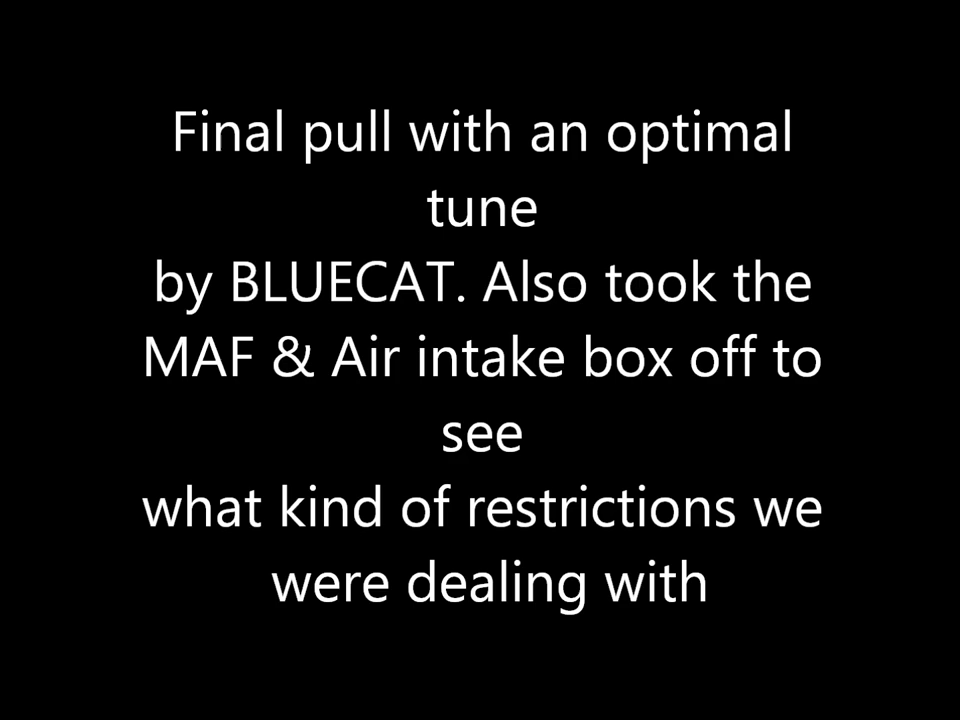 Final pull with an optimal
tune
by BLUECAT. Also took the
MAF & Air intake box off to
see
what kind of restrictions we
were dealing with